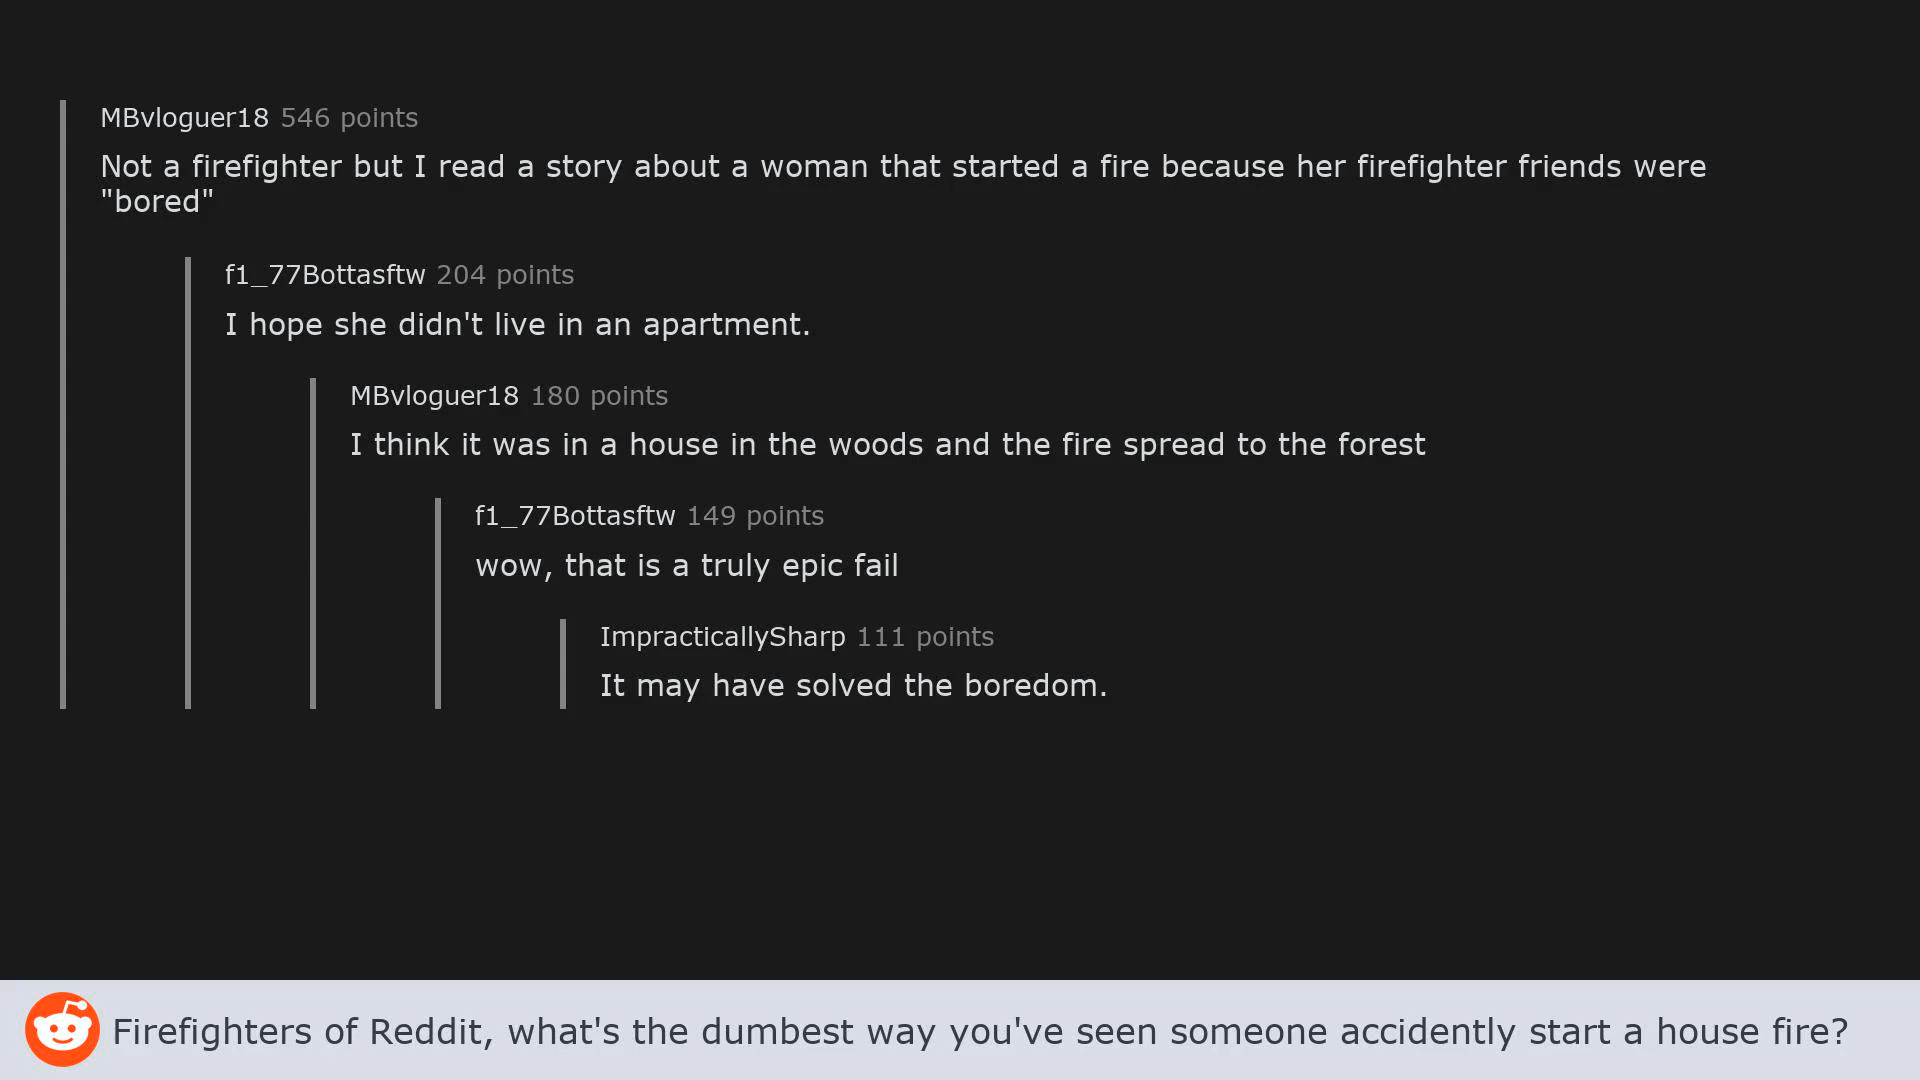 MBvloguer18 546 points
Not a firefighter but I read a story about a woman that started a fire because her firefighter friends were
"bored"
f1_77Bottasftw 204 points
I hope she didn't live in an apartment.
MBvloguer18 180 points
I think it was in a house in the woods and the fire spread to the forest
f1_77Bottasftw 149 points
wow, that is a truly epic fail
ImpracticallySharp 111 points
It may have solved the boredom.
Firefighters of Reddit, what's the dumbest way you've seen someone accidently start a house fire?